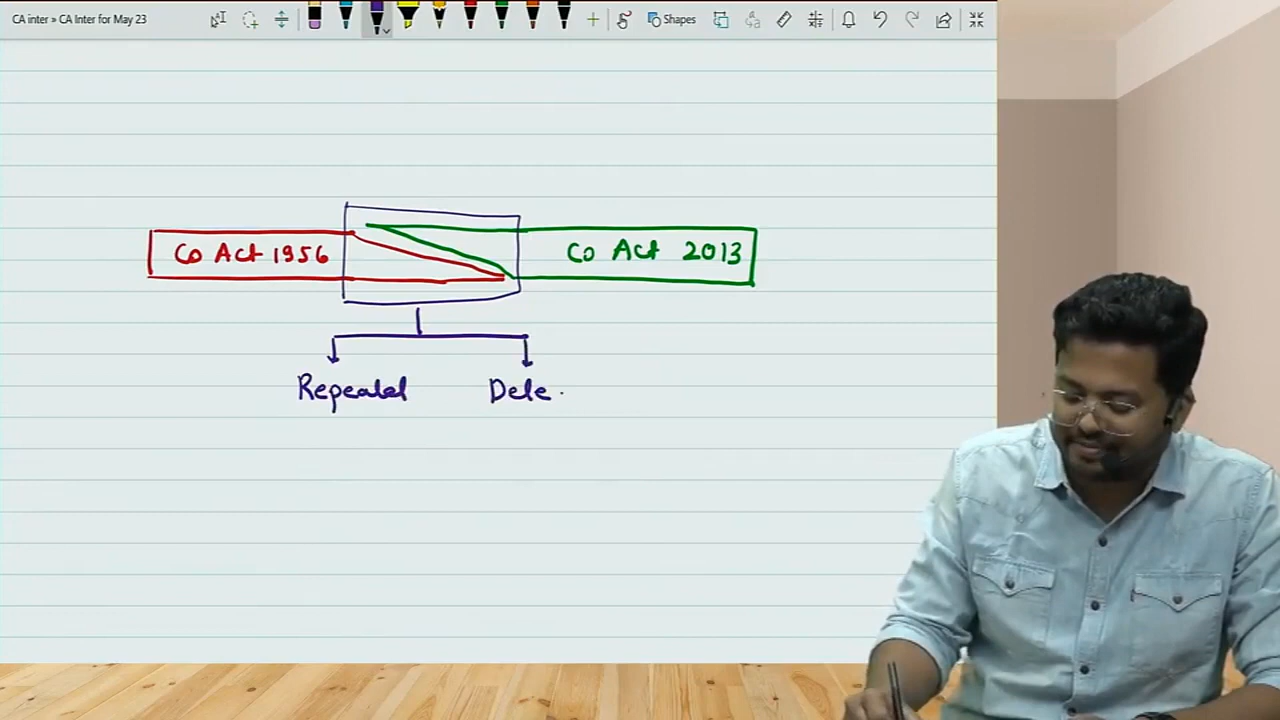 CA inter » CA Inter for May 23
Shapes
Co Act 1956
Co Act 2013
Repealed
Dele